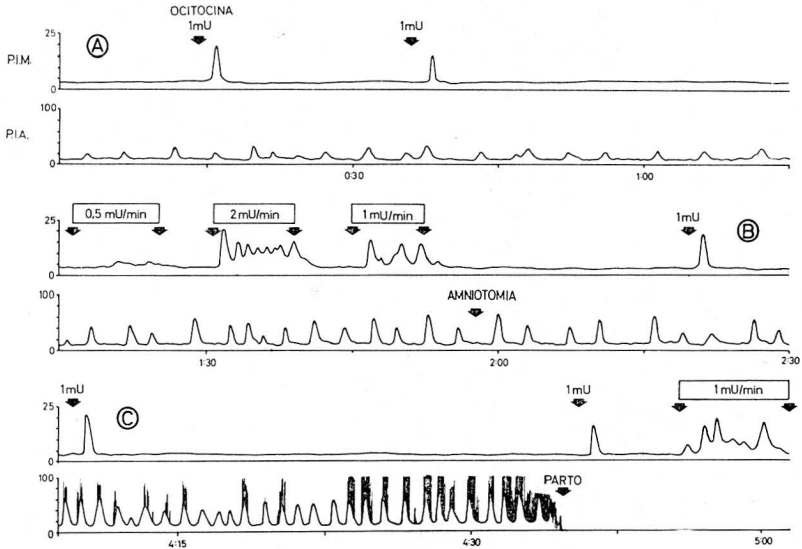 OCITOCINA
1mU 1mU
25
P.I.M. A
0
100
P.I.A.
0
0:30 1:00
0,5 mU/min 2 mU/min 1 mU/min 1mU
25 B
0
100 AMNIOTOMIA
0
1:30 2:00 2:30
1mU 1mU 1mU/min
25 C
0
100 PARTO
0
4:15 4:30 5:00